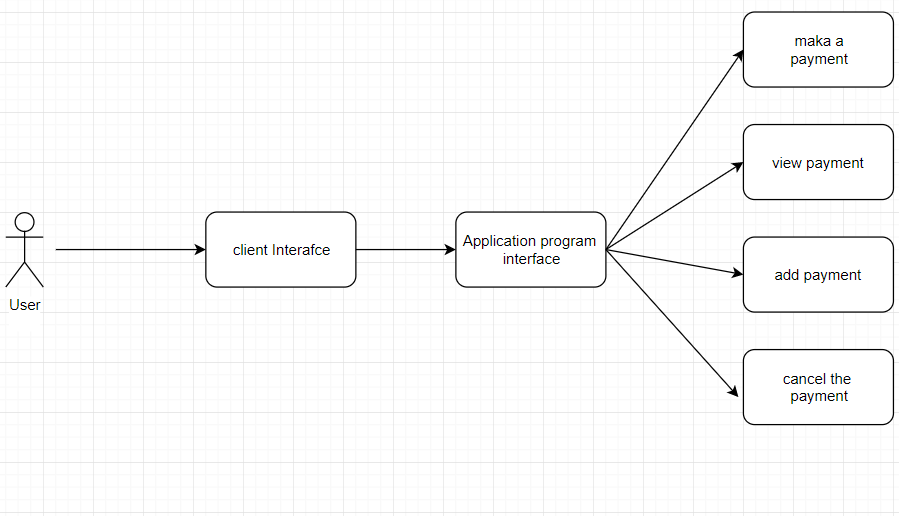 maka a
payment
view payment
User
client Interafce
Application program
interface
add payment
cancel the
payment